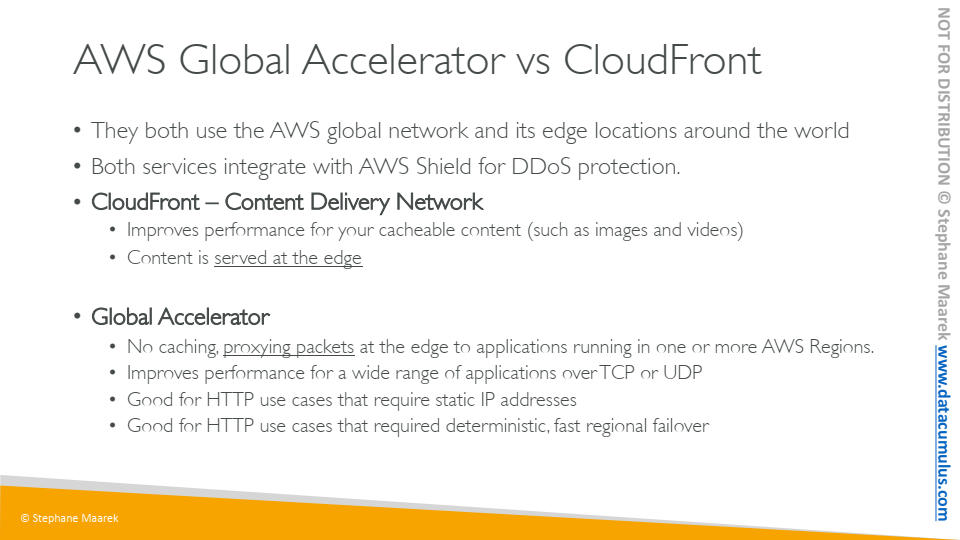 AWS Global Accelerator vs CloudFront
• They both use the AWS global network and its edge locations around the world
• Both services integrate with AWS Shield for DDoS protection.
• CloudFront – Content Delivery Network
• Improves performance for your cacheable content (such as images and videos)
• Content is served at the edge
• Global Accelerator
• No caching, proxying packets at the edge to applications running in one or more AWS Regions.
• Improves performance for a wide range of applications over TCP or UDP
• Good for HTTP use cases that require static IP addresses
• Good for HTTP use cases that required deterministic, fast regional failover
© Stephane Maarek
NOT FOR DISTRIBUTION © Stephane Maarek www.datacumulus.com